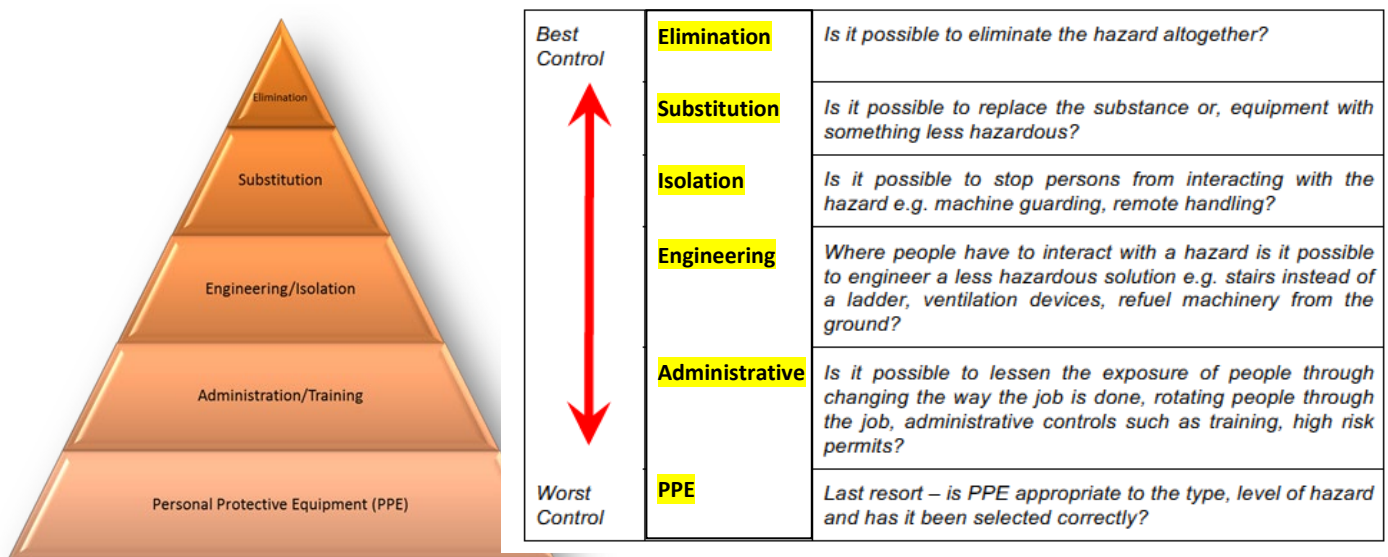 Elimination
Substitution
Engineering/Isolation
Administration/Training
Personal Protective Equipment (PPE)
Best
Control
Elimination
Is it possible to eliminate the hazard altogether?
Substitution
Is it possible to replace the substance or, equipment with
something less hazardous?
Isolation
Is it possible to stop persons from interacting with the
hazard e.g. machine guarding, remote handling?
Engineering
Where people have to interact with a hazard is it possible
to engineer a less hazardous solution e.g. stairs instead of
a ladder, ventilation devices, refuel machinery from the
ground?
Administrative
Is it possible to lessen the exposure of people through
changing the way the job is done, rotating people through
the job, administrative controls such as training, high risk
permits?
Worst
Control
PPE
Last resort – is PPE appropriate to the type, level of hazard
and has it been selected correctly?